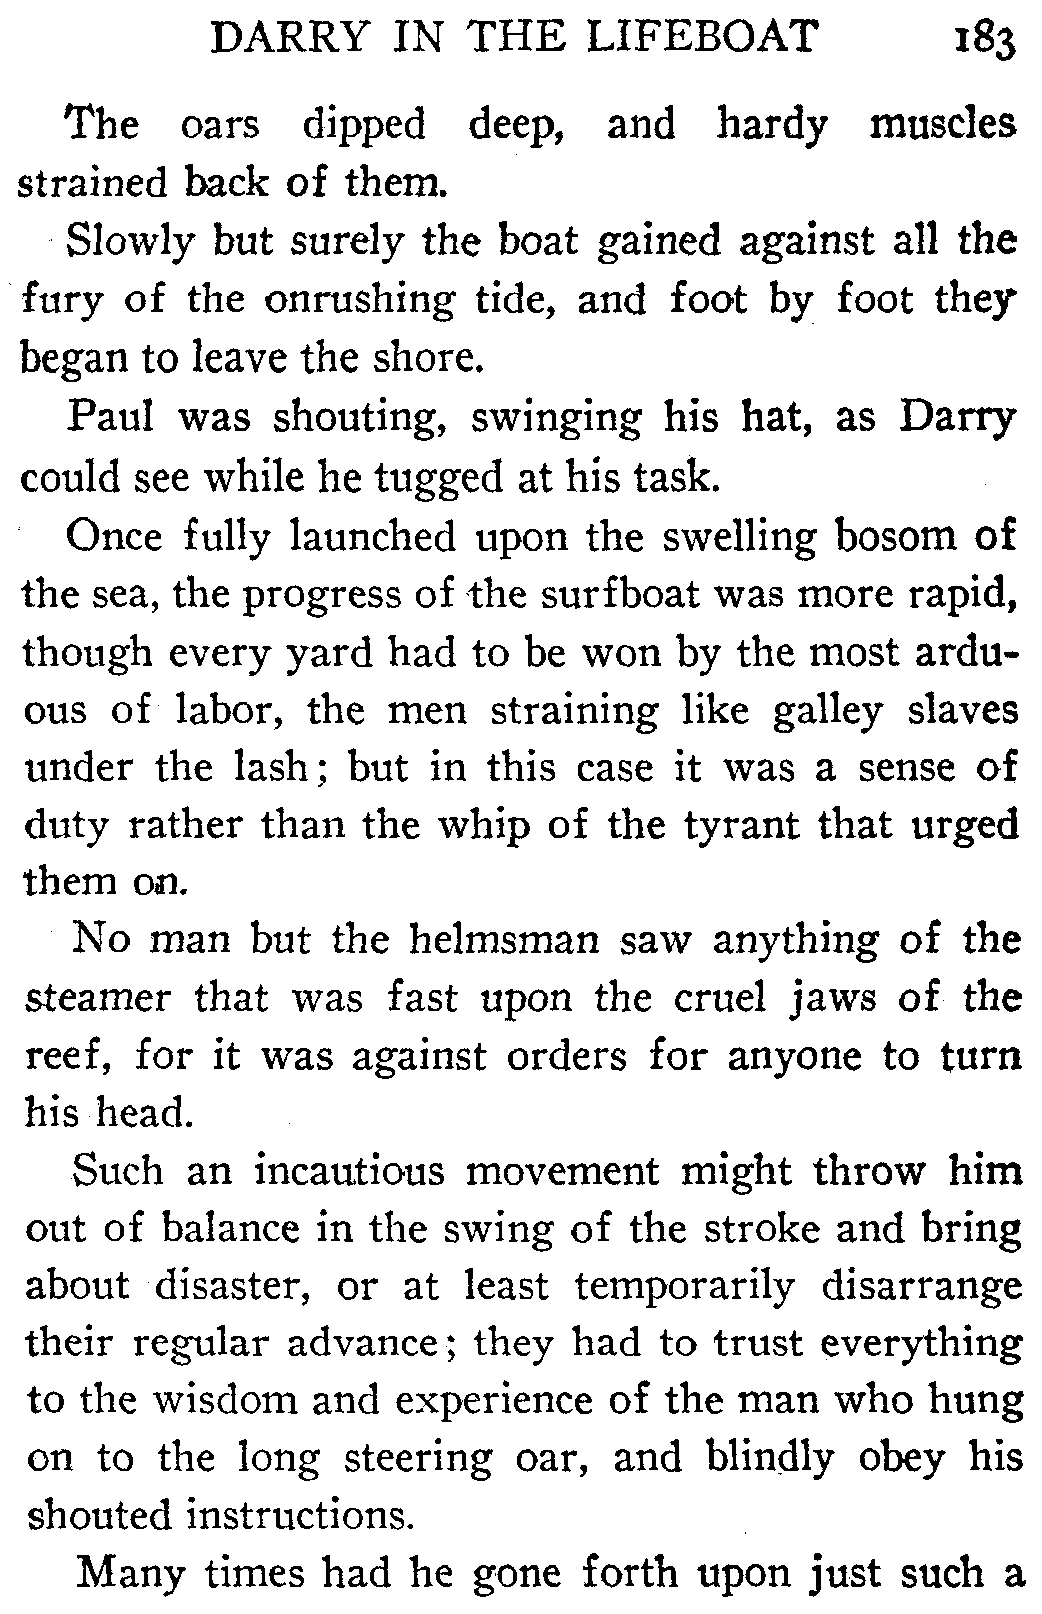 DARRY IN THE LIFEBOAT 183
The oars dipped deep, and hardy muscles
strained back of them.
Slowly but surely the boat gained against all the
fury of the onrushing tide, and foot by foot they
began to leave the shore.
Paul was shouting, swinging his hat, as Darry
could see while he tugged at his task.
Once fully launched upon the swelling bosom of
the sea, the progress of the surfboat was more rapid,
though every yard had to be won by the most ardu-
ous of labor, the men straining like galley slaves
under the lash; but in this case it was a sense of
duty rather than the whip of the tyrant that urged
them on.
No man but the helmsman saw anything of the
steamer that was fast upon the cruel jaws of the
reef, for it was against orders for anyone to turn
his head.
Such an incautious movement might throw him
out of balance in the swing of the stroke and bring
about disaster, or at least temporarily disarrange
their regular advance; they had to trust everything
to the wisdom and experience of the man who hung
on to the long steering oar, and blindly obey his
shouted instructions.
Many times had he gone forth upon just such a